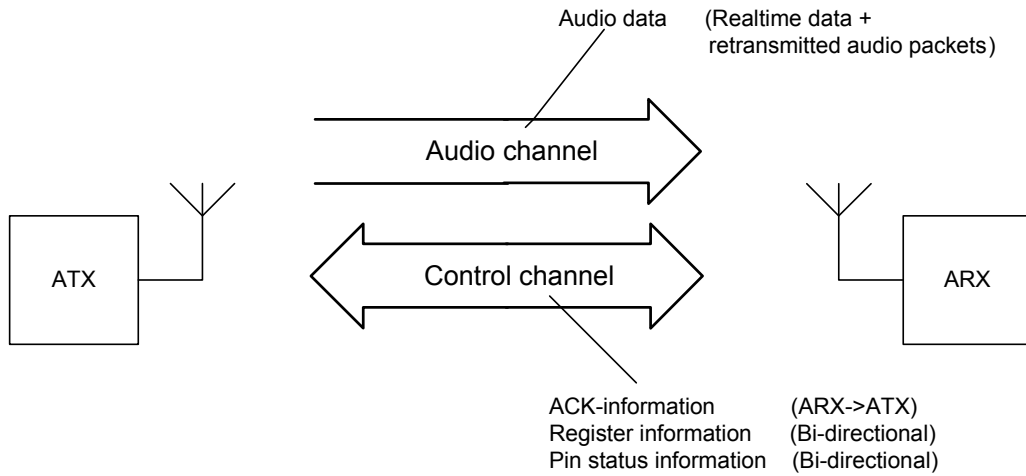 Audio data (Realtime data +
retransmitted audio packets)
Audio channel
ATX
Control channel
ARX
ACK-information (ARX->ATX)
Register information (Bi-directional)
Pin status information (Bi-directional)